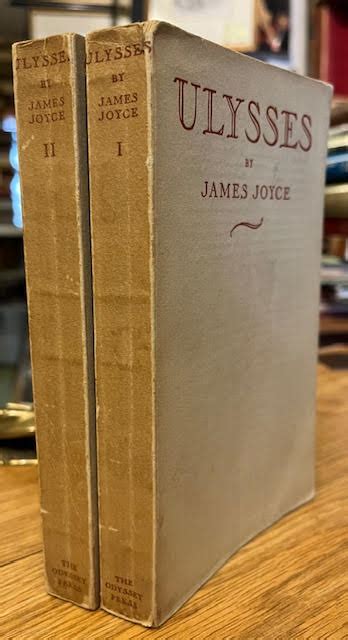 ULYSSES
BY
JAMES
JOYCE
II
THE
ODYSSEY
PRESS
ULYSSES
BY
JAMES
JOYCE
I
THE
ODYSSEY
PRESS
ULYSSES
BY
JAMES JOYCE